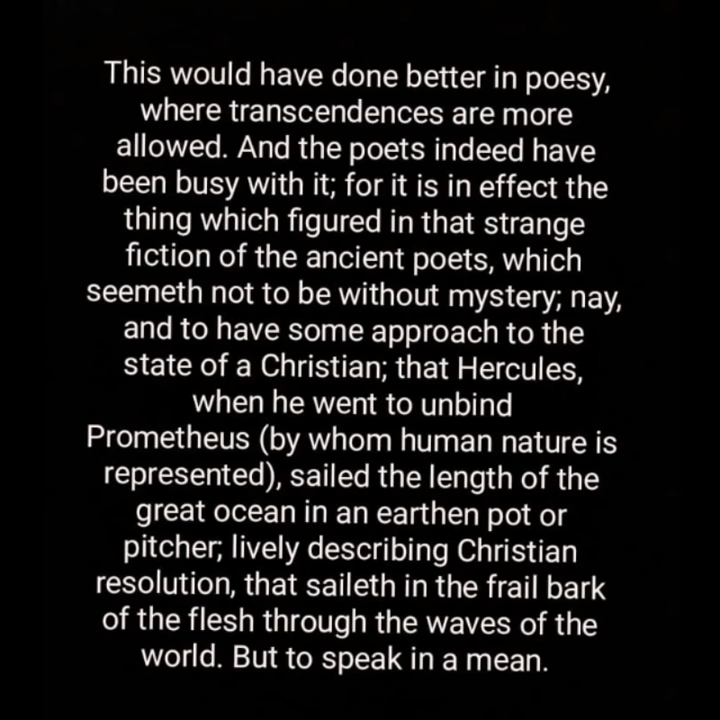 This would have done better in poesy,
where transcendences are more
allowed. And the poets indeed have
been busy with it; for it is in effect the
thing which figured in that strange
fiction of the ancient poets, which
seemeth not to be without mystery; nay,
and to have some approach to the
state of a Christian; that Hercules,
when he went to unbind
Prometheus (by whom human nature is
represented), sailed the length of the
great ocean in an earthen pot or
pitcher; lively describing Christian
resolution, that saileth in the frail bark
of the flesh through the waves of the
world. But to speak in a mean.